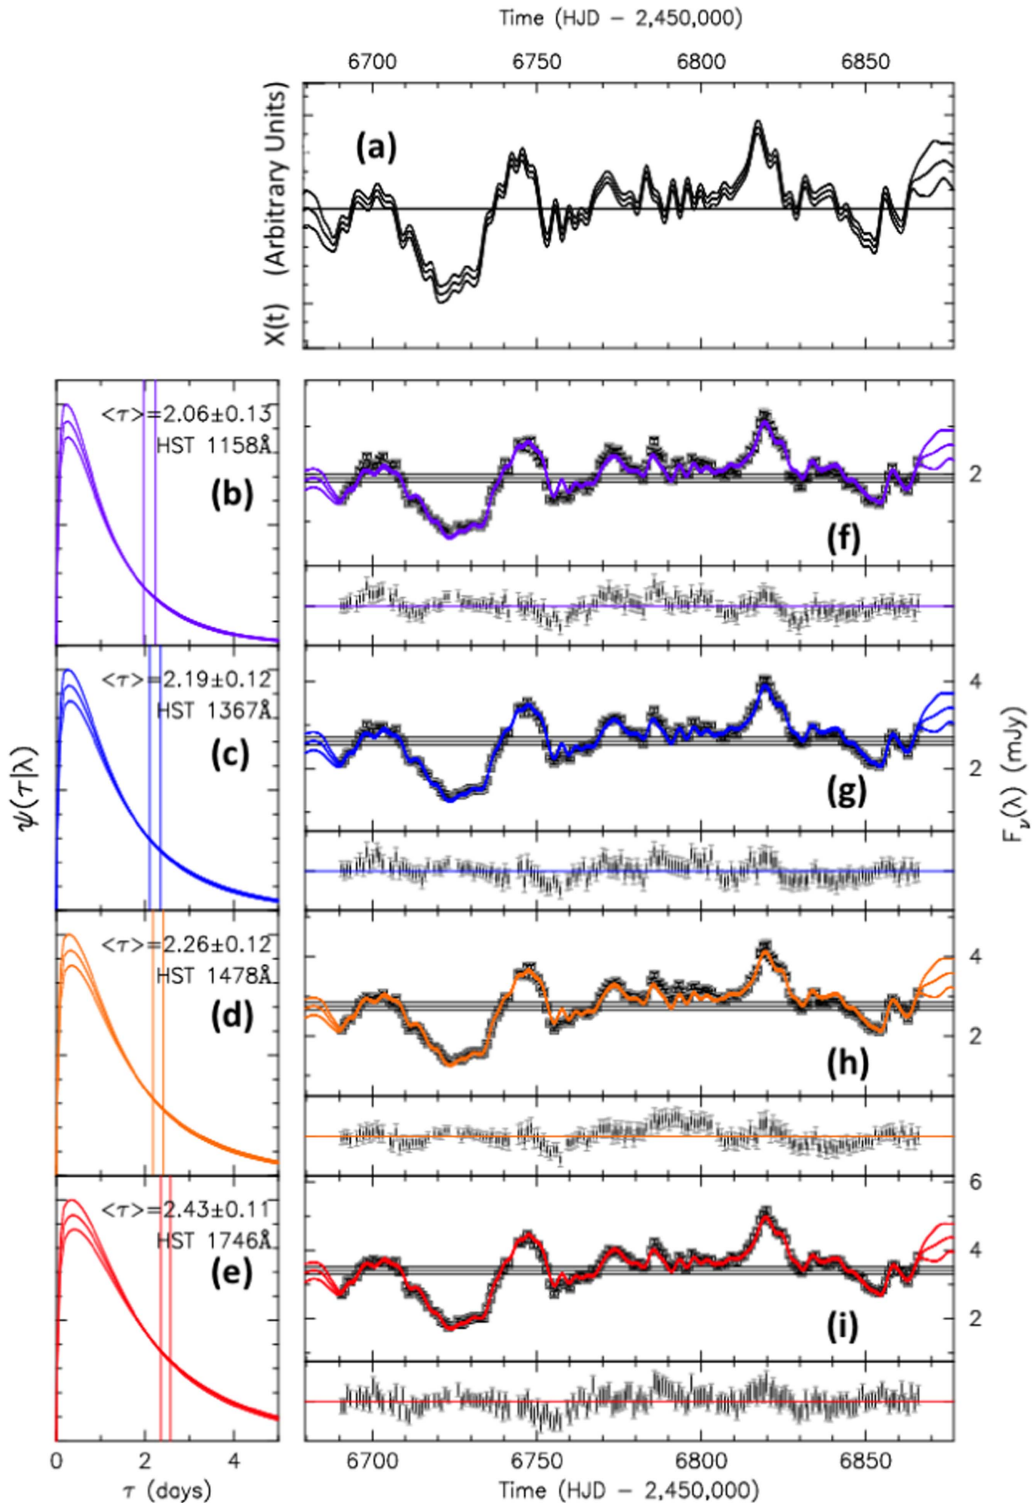 Time (HJD − 2,450,000)
6700 6750 6800 6850
X(t) (Arbitrary Units)
(a)
<τ>=2.06±0.13
HST 1158Å
(b)
2
(f)
<τ>=2.19±0.12
HST 1367Å
(c)
4
2
(g)
ψ(τ|λ)
Fν(λ) (mJy)
<τ>=2.26±0.12
HST 1478Å
(d)
4
2
(h)
<τ>=2.43±0.11
HST 1746Å
(e)
6
4
2
(i)
0 2 4
τ (days)
6700 6750 6800 6850
Time (HJD − 2,450,000)